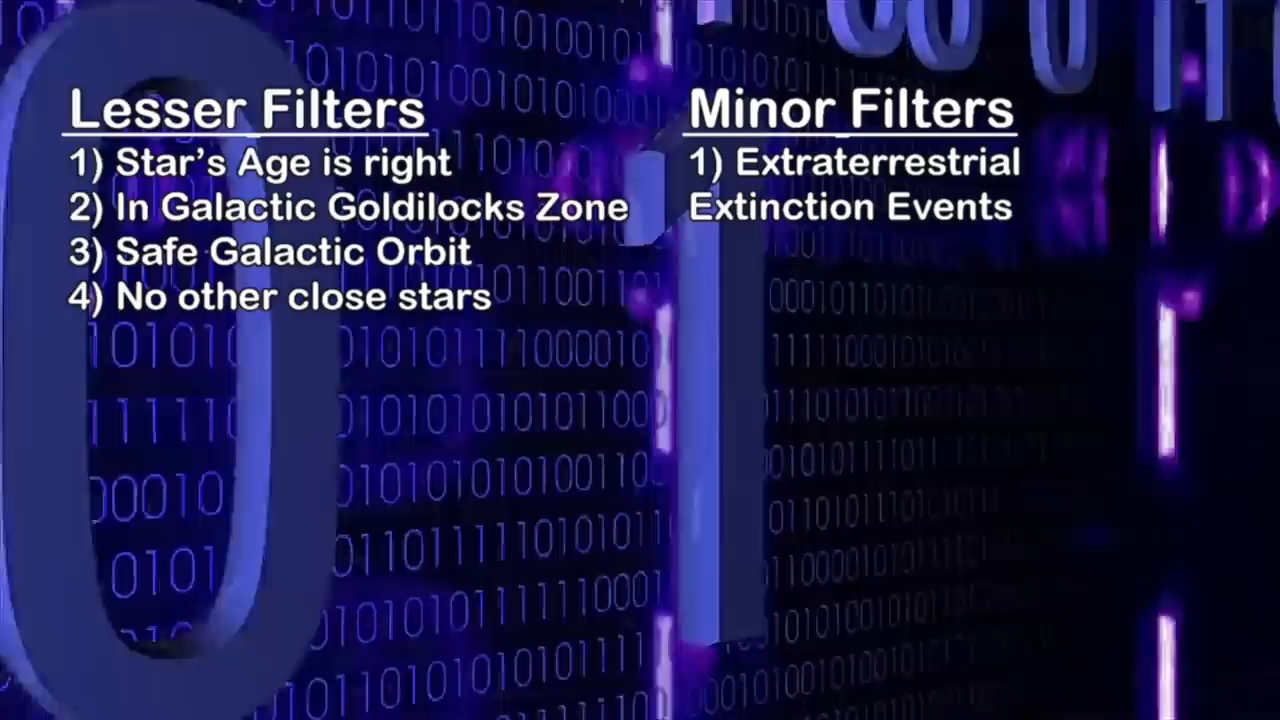 Lesser Filters
1) Star's Age is right
2) In Galactic Goldilocks Zone
3) Safe Galactic Orbit
4) No other close stars
Minor Filters
1) Extraterrestrial
Extinction Events